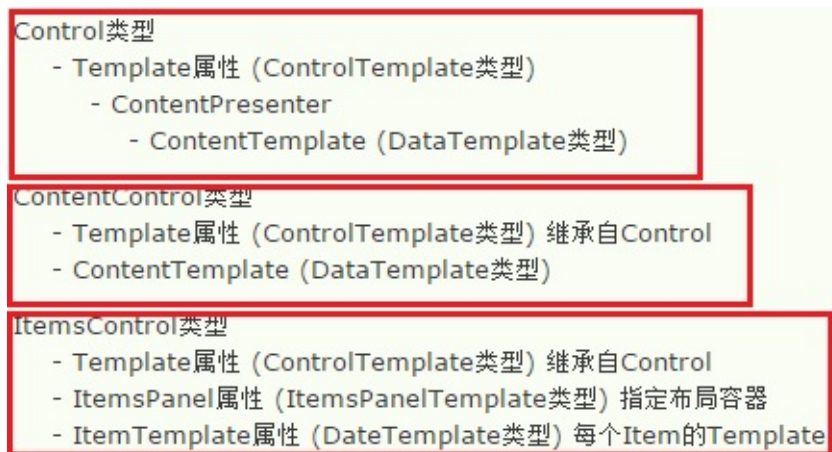 Control类型
- Template属性 (ControlTemplate类型)
- ContentPresenter
- ContentTemplate (DataTemplate类型)
ContentControl类型
- Template属性 (ControlTemplate类型) 继承自Control
- ContentTemplate (DataTemplate类型)
ItemsControl类型
- Template属性 (ControlTemplate类型) 继承自Control
- ItemsPanel属性 (ItemsPanelTemplate类型) 指定布局容器
- ItemTemplate属性 (DateTemplate类型) 每个Item的Template